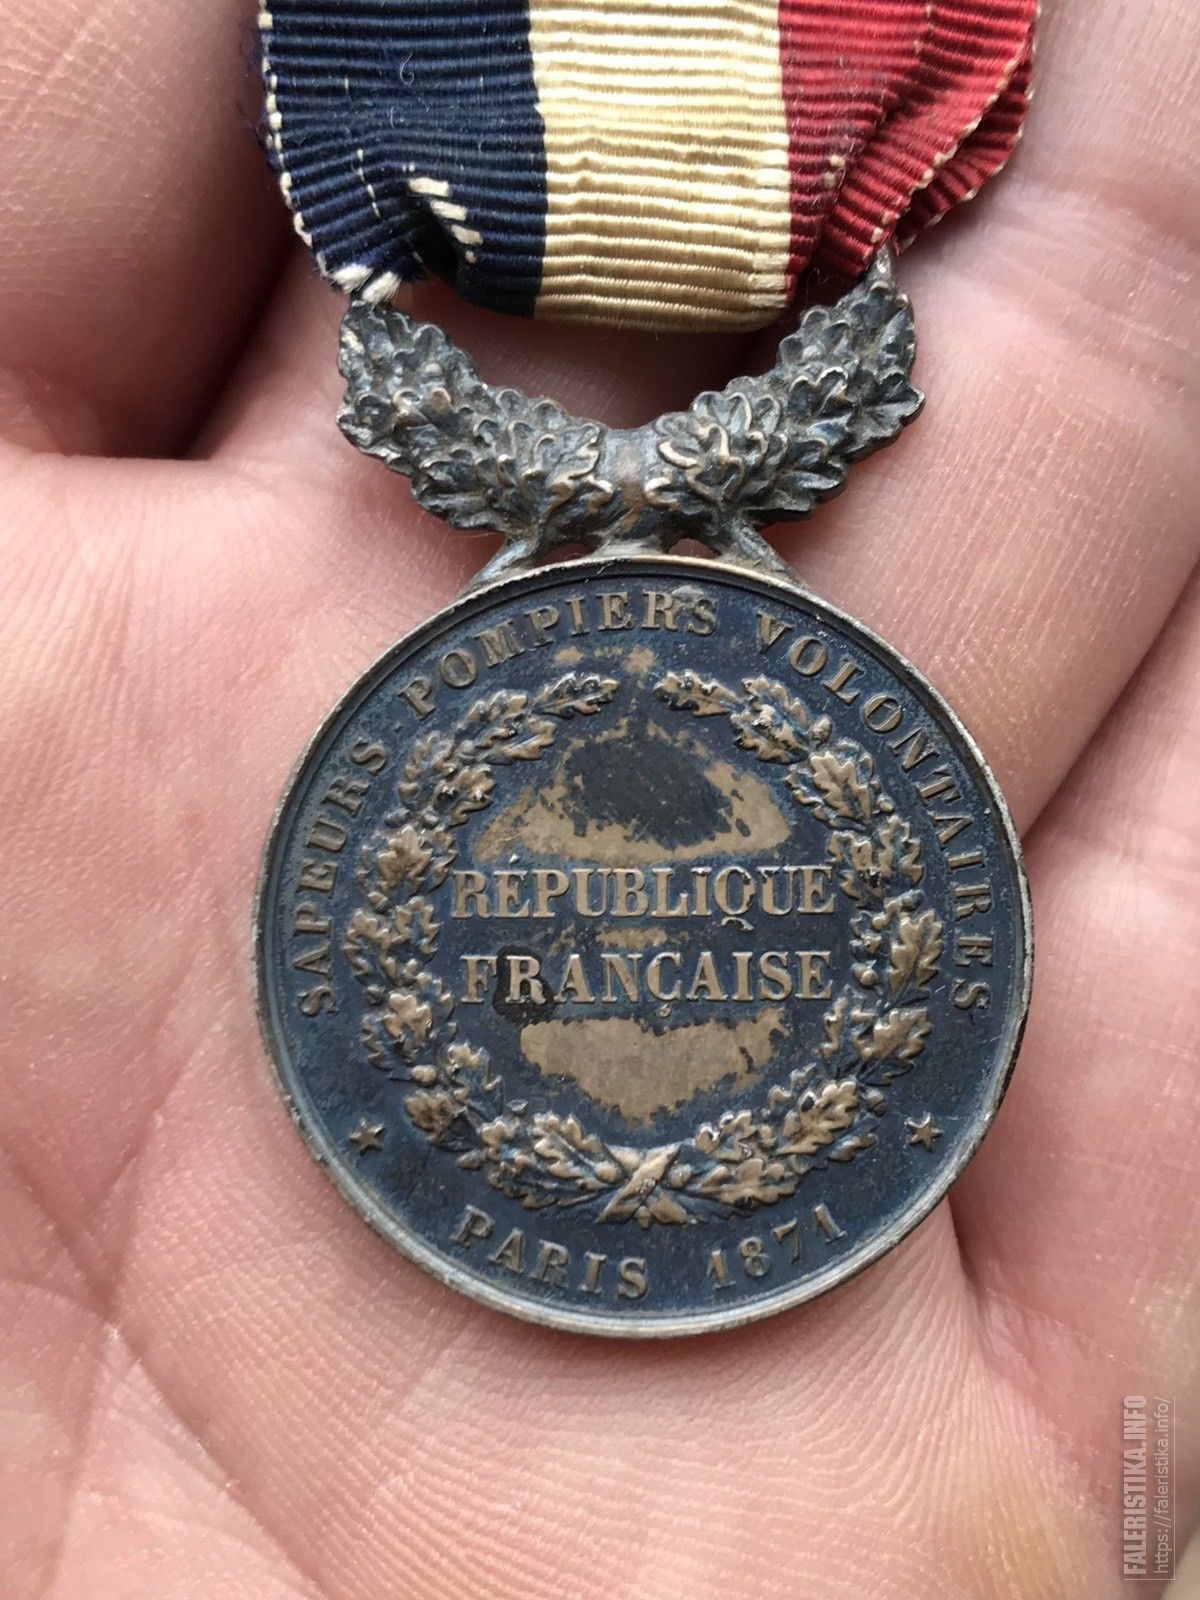 SAPEURS-POMPIERS VOLONTAIRES
RÉPUBLIQUE
FRANÇAISE
PARIS 1871
FALERISTIKA.INFO
https://faleristika.info/